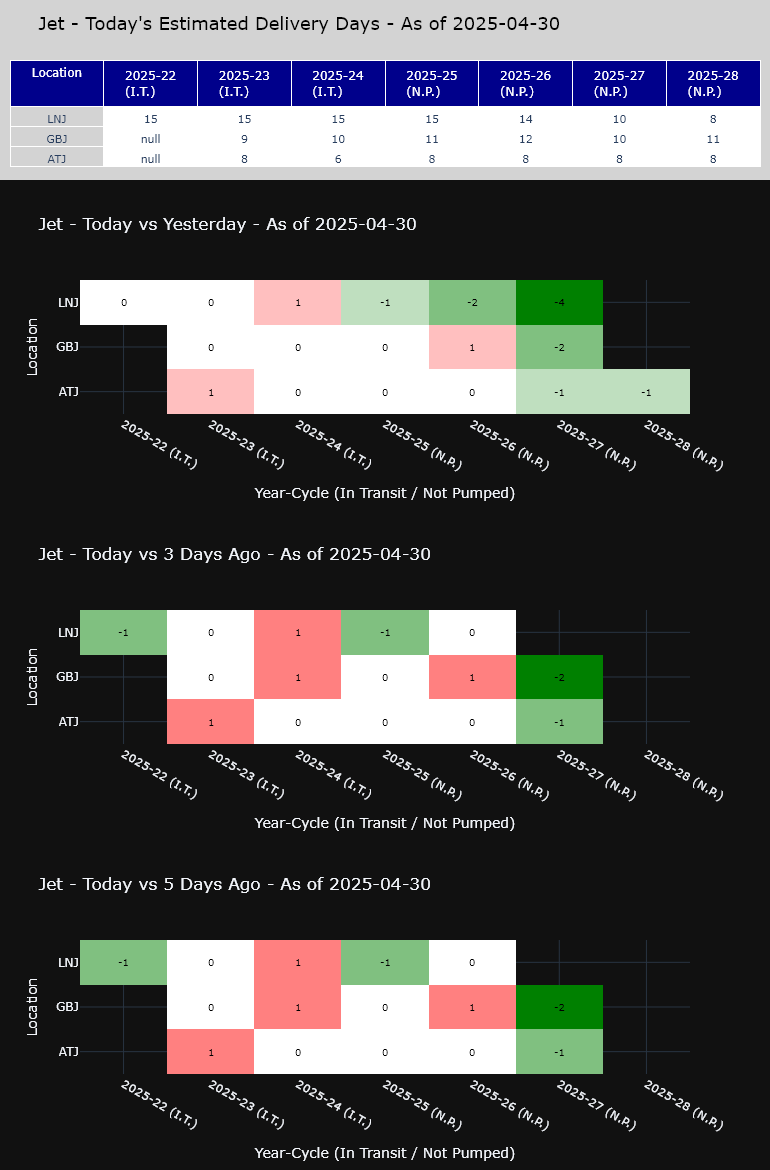 Jet - Today's Estimated Delivery Days - As of 2025-04-30
Location 2025-22 (I.T.) 2025-23 (I.T.) 2025-24 (I.T.) 2025-25 (N.P.) 2025-26 (N.P.) 2025-27 (N.P.) 2025-28 (N.P.)
LNJ 15 15 15 15 14 10 8
GBJ null 9 10 11 12 10 11
ATJ null 8 6 8 8 8 8
Jet - Today vs Yesterday - As of 2025-04-30
LNJ 0 0 1 -1 -2 -4
GBJ 0 0 0 1 -2
ATJ 1 0 0 0 -1 -1
Location
2025-22 (I.T.) 2025-23 (I.T.) 2025-24 (I.T.) 2025-25 (N.P.) 2025-26 (N.P.) 2025-27 (N.P.) 2025-28 (N.P.)
Year-Cycle (In Transit / Not Pumped)
Jet - Today vs 3 Days Ago - As of 2025-04-30
LNJ -1 0 1 -1 0
GBJ 0 1 0 1 -2
ATJ 1 0 0 0 -1
Location
2025-22 (I.T.) 2025-23 (I.T.) 2025-24 (I.T.) 2025-25 (N.P.) 2025-26 (N.P.) 2025-27 (N.P.) 2025-28 (N.P.)
Year-Cycle (In Transit / Not Pumped)
Jet - Today vs 5 Days Ago - As of 2025-04-30
LNJ -1 0 1 -1 0
GBJ 0 1 0 1 -2
ATJ 1 0 0 0 -1
Location
2025-22 (I.T.) 2025-23 (I.T.) 2025-24 (I.T.) 2025-25 (N.P.) 2025-26 (N.P.) 2025-27 (N.P.) 2025-28 (N.P.)
Year-Cycle (In Transit / Not Pumped)